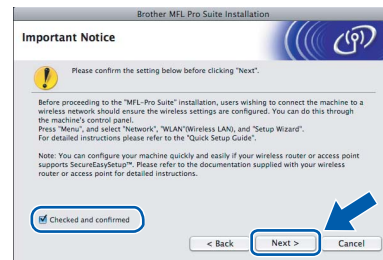 Brother MFL Pro Suite Installation
Important Notice
Please confirm the setting below before clicking "Next".
Before proceeding to the "MFL-Pro Suite" installation, users wishing to connect the machine to a
wireless network should ensure the wireless settings are configured. You can do this through
the machine's control panel.
Press "Menu", and select "Network", "WLAN"(Wireless LAN), and "Setup Wizard".
For detailed instructions please refer to the "Quick Setup Guide".
Note: You can configure your machine quickly and easily if your wireless router or access point
supports SecureEasySetup™. Please refer to the documentation supplied with your wireless
router or access point for detailed instructions.
Checked and confirmed
< Back Next > Cancel